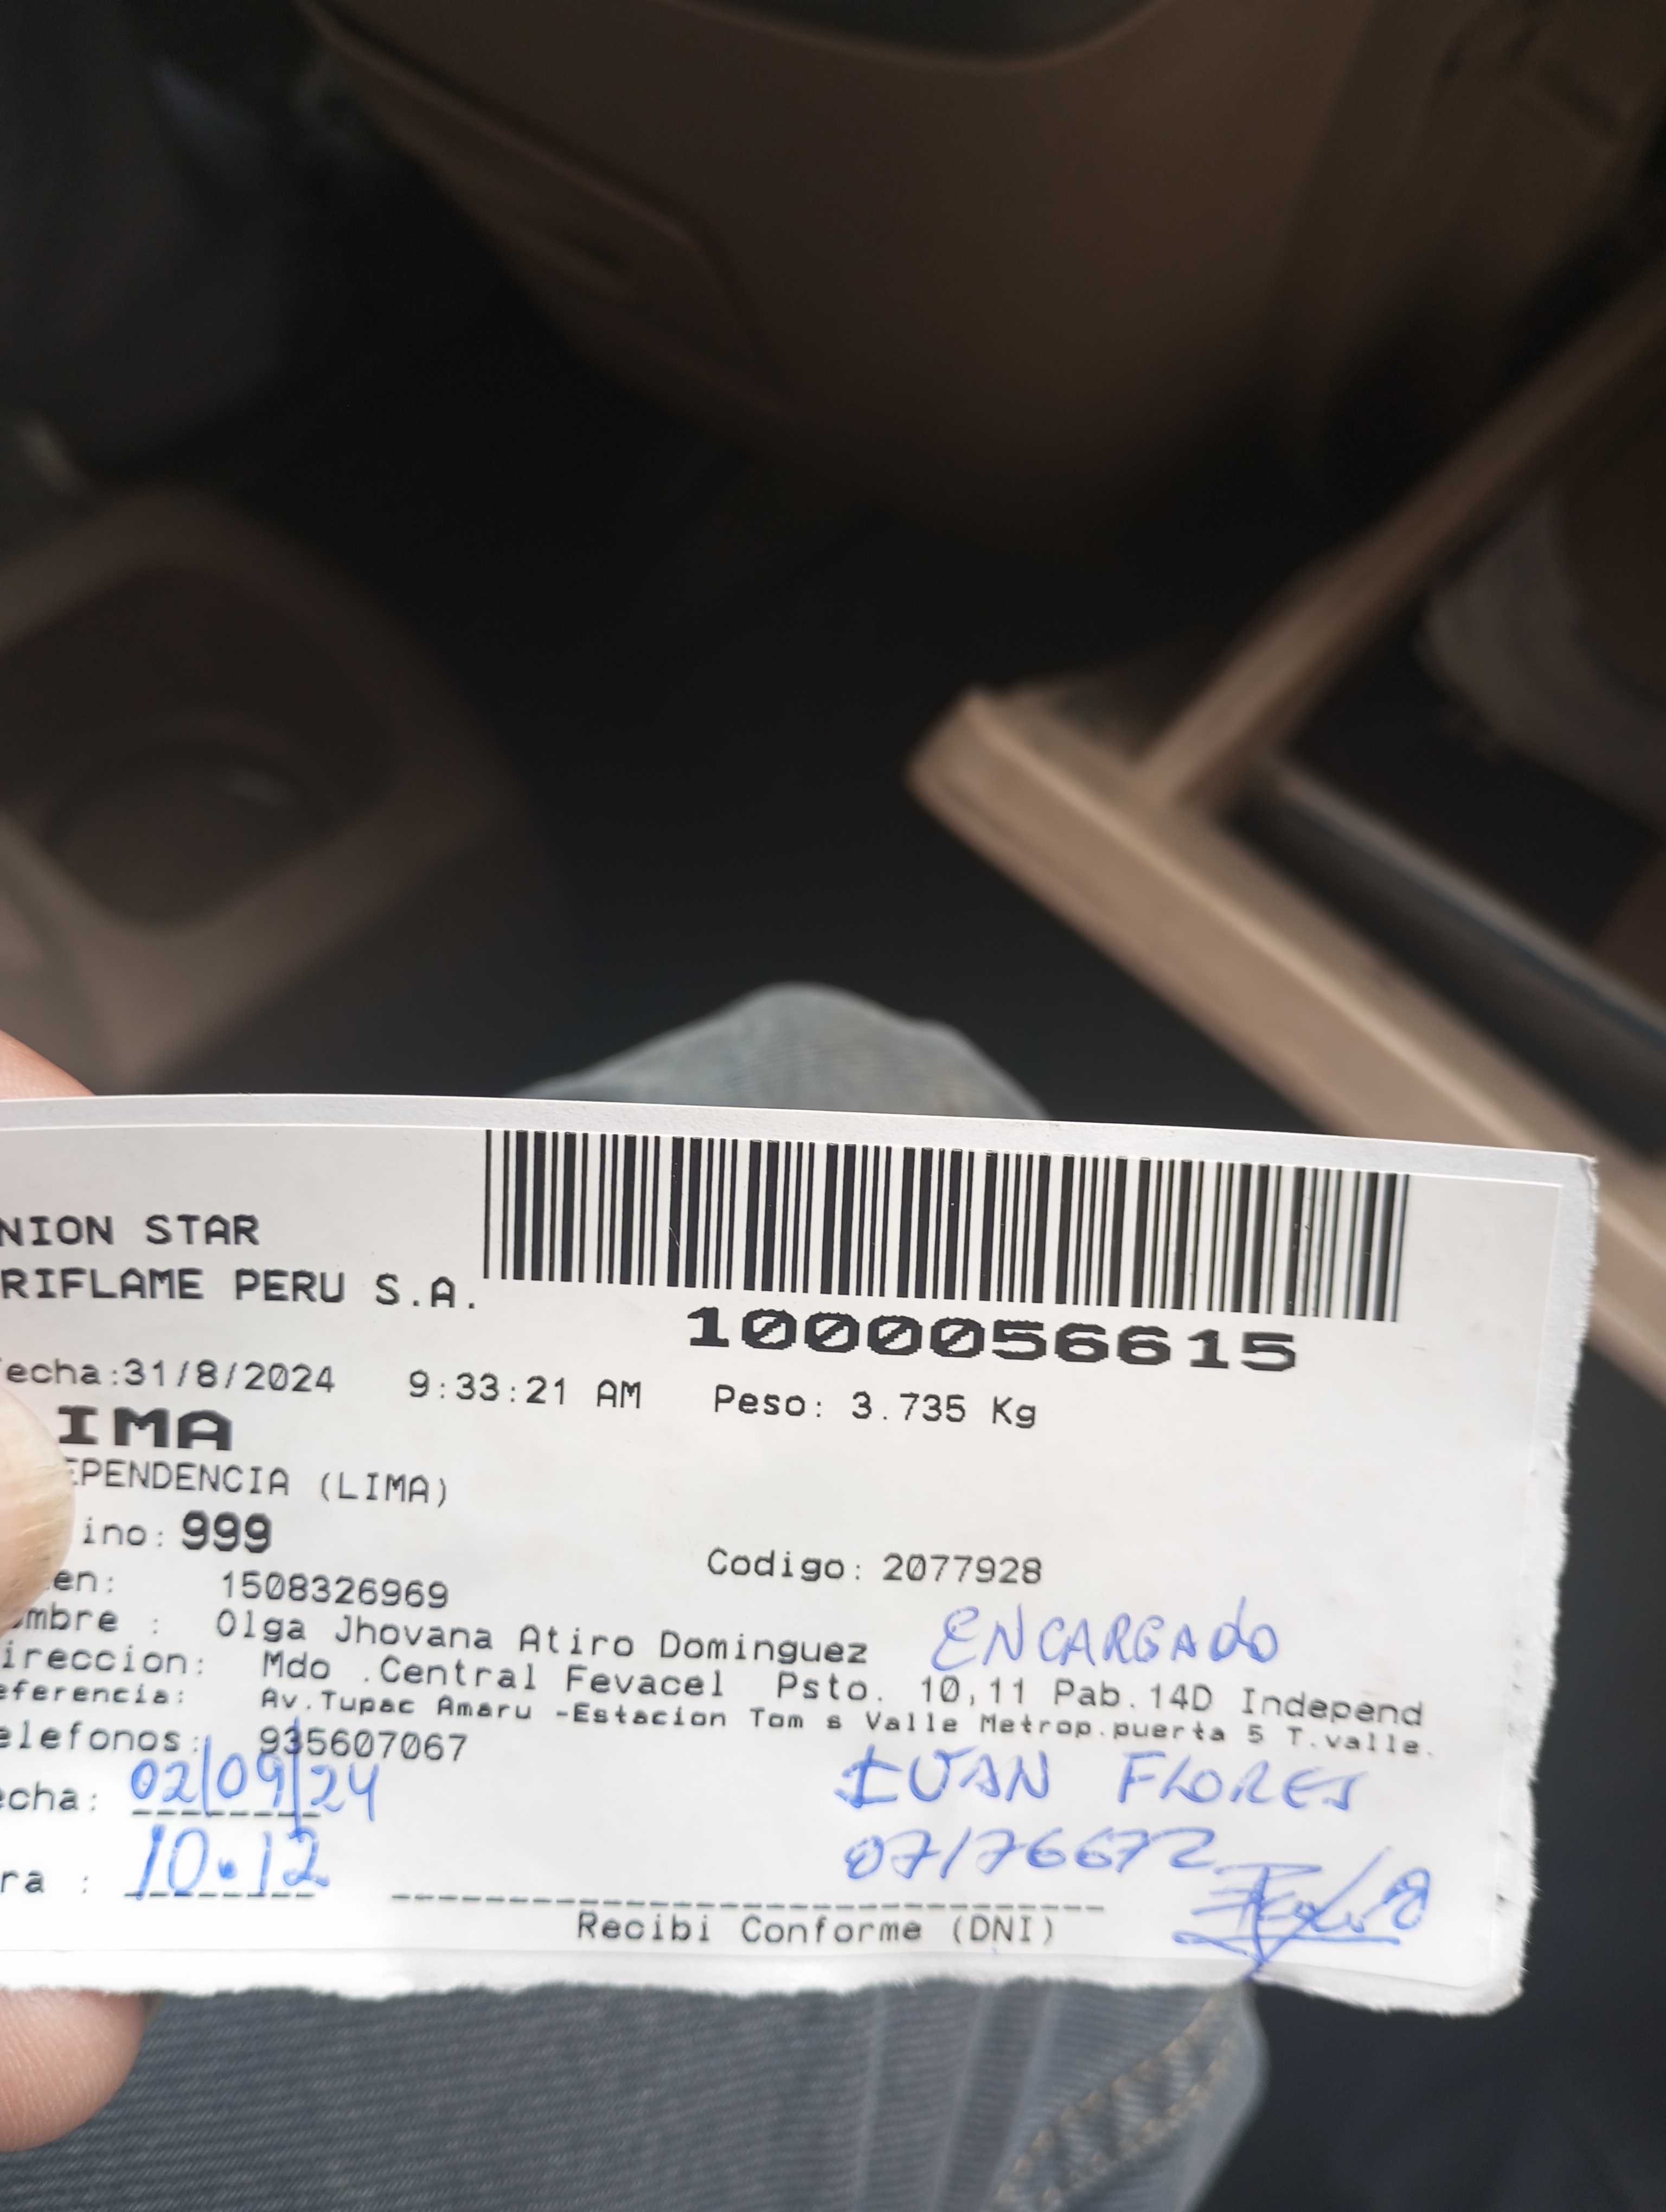 NION STAR
RIFLAME PERU S.A.
1000056615
echa:31/8/2024 9:33:21 AM Peso: 3.735 Kg
IMA
EPENDENCIA (LIMA)
ino: 999
Codigo: 2077928
en: 1508326969
mbre : Olga Jhovana Atiro Dominguez ENCARGADO
ireccion: Mdo .Central Fevacel Psto. 10,11 Pab.14D Independ
eferencia: Av.Tupac Amaru -Estacion Tom s Valle Metrop.puerta 5 T.valle.
elefonos: 935607067
echa: 02/09/24 IVAN FLORES
ra : 10.12 07176672
Recibi Conforme (DNI)